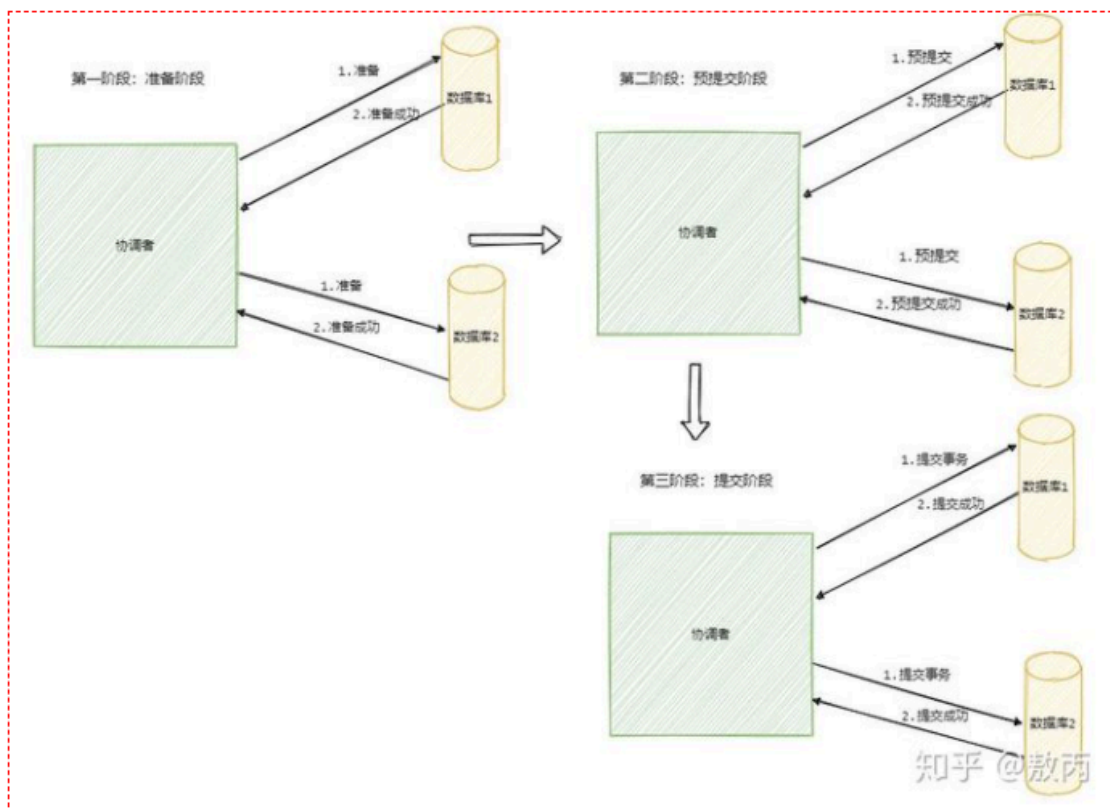 第一阶段：准备阶段
1.准备
2.准备成功
数据库1
协调者
1.准备
2.准备成功
数据库2
第二阶段：预提交阶段
1.预提交
2.预提交成功
数据库1
协调者
1.预提交
2.预提交成功
数据库2
第三阶段：提交阶段
1.提交事务
2.提交成功
数据库1
协调者
1.提交事务
2.提交成功
数据库2
知乎 @敖丙